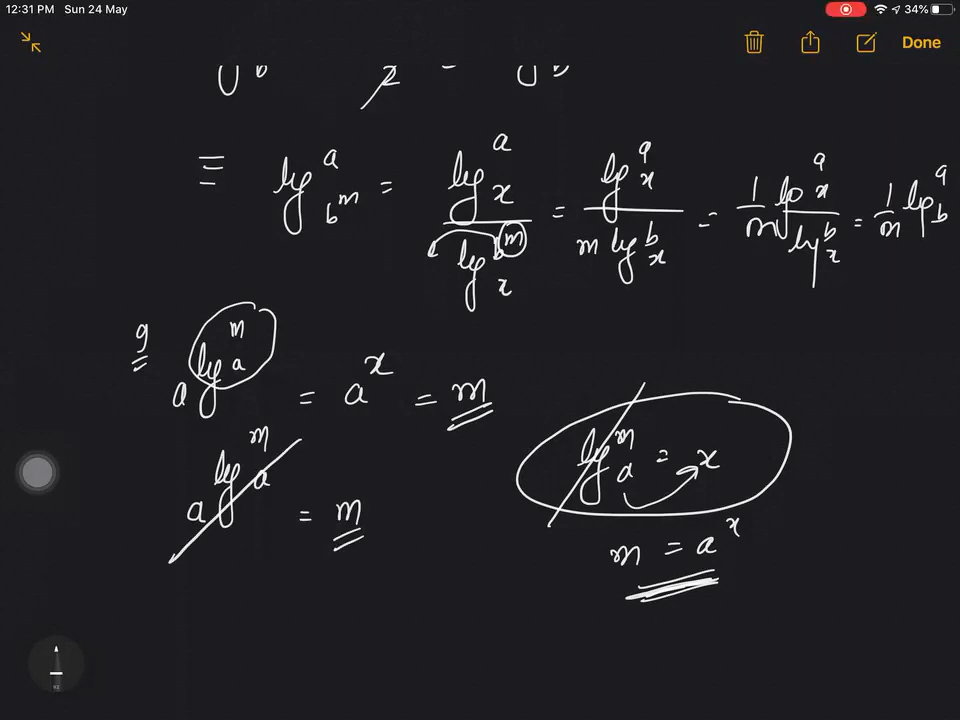 12:31 PM Sun 24 May 34%
Done
≡ log_{b^m}^{a} = log_x^a / log_x^{b^m} = log_x^a / (m log_x^b) = (1/m) log_x^a / log_x^b = (1/m) log_b^a
9 a^{log_a^m} = a^x = m
log_a^m = x
a^{log_a^m} = m
m = a^x